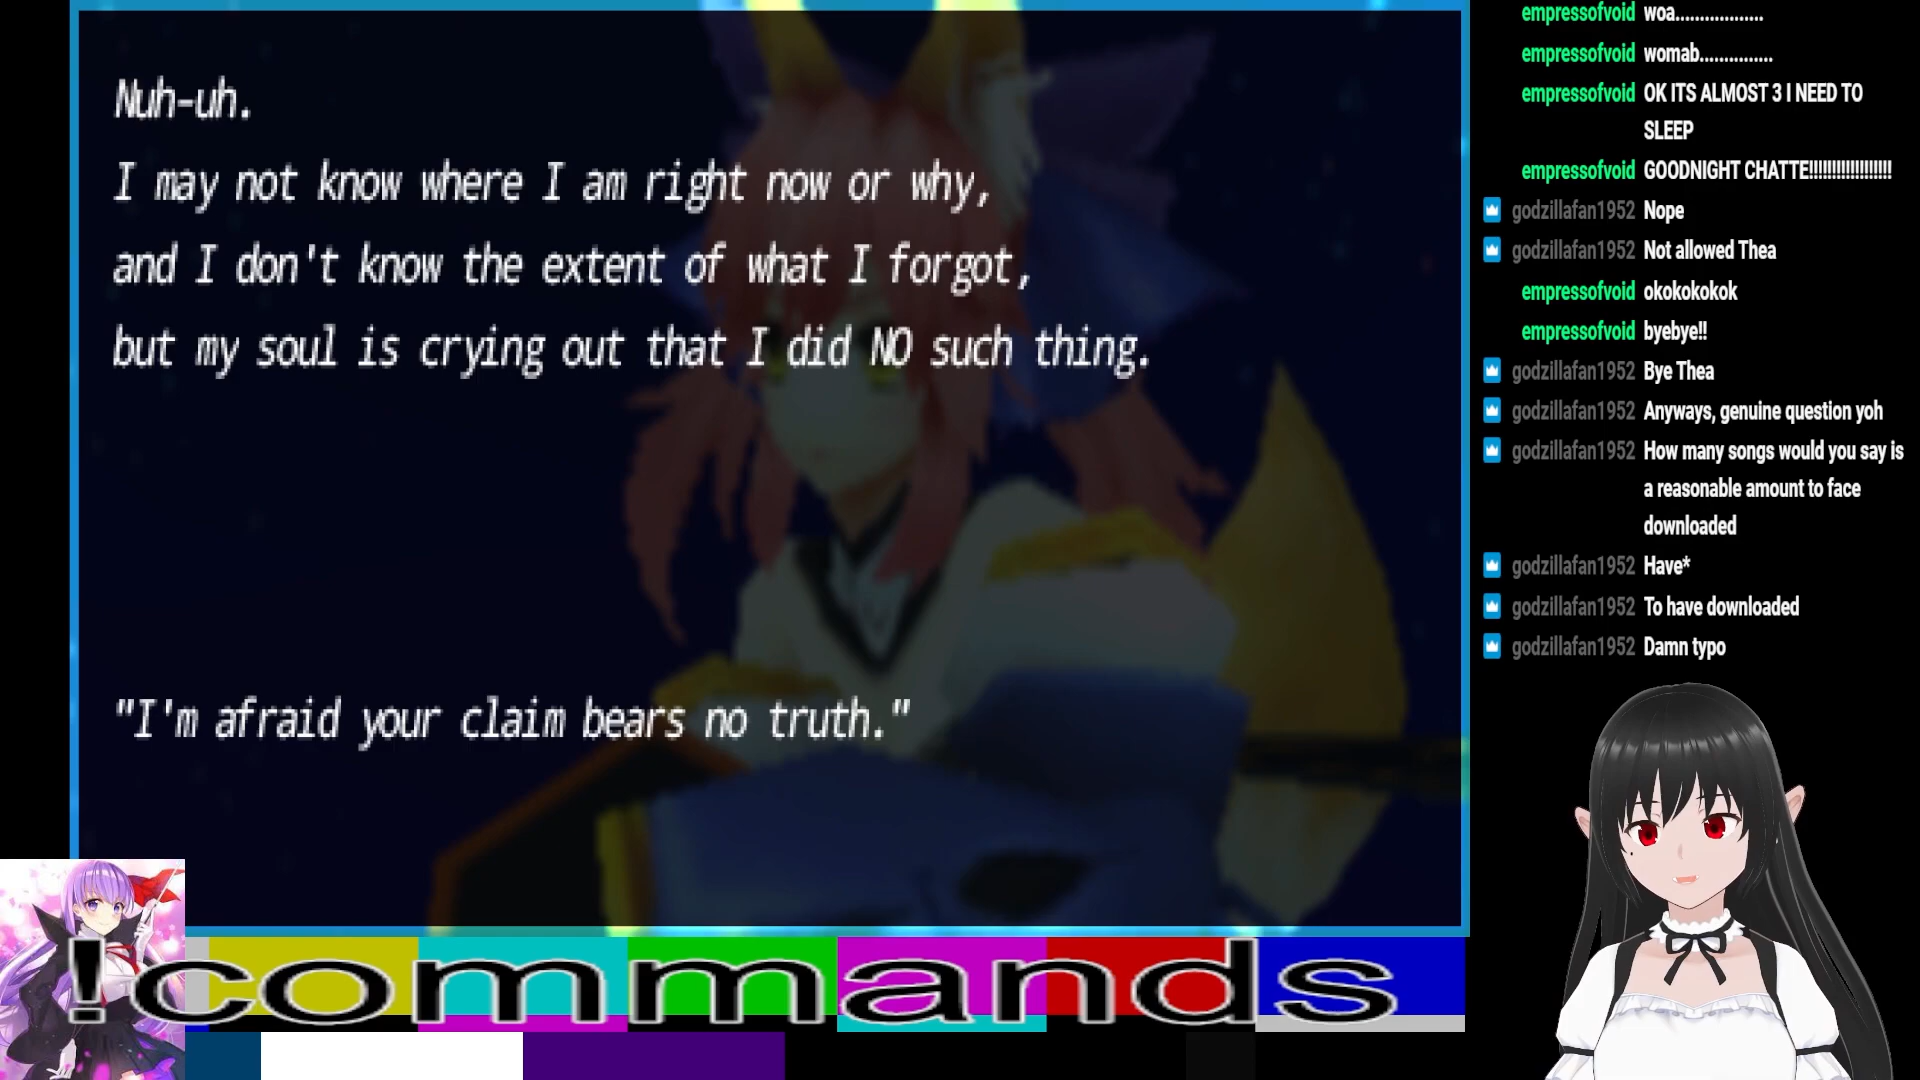 Nuh-uh.
I may not know where I am right now or why,
and I don't know the extent of what I forgot,
but my soul is crying out that I did NO such thing.
"I'm afraid your claim bears no truth."
!commands
empressofvoid woa..................
empressofvoid womab...............
empressofvoid OK ITS ALMOST 3 I NEED TO
SLEEP
empressofvoid GOODNIGHT CHATTE!!!!!!!!!!!!!!!!!!
godzillafan1952 Nope
godzillafan1952 Not allowed Thea
empressofvoid okokokokok
empressofvoid byebye!!
godzillafan1952 Bye Thea
godzillafan1952 Anyways, genuine question yoh
godzillafan1952 How many songs would you say is
a reasonable amount to face
downloaded
godzillafan1952 Have*
godzillafan1952 To have downloaded
godzillafan1952 Damn typo